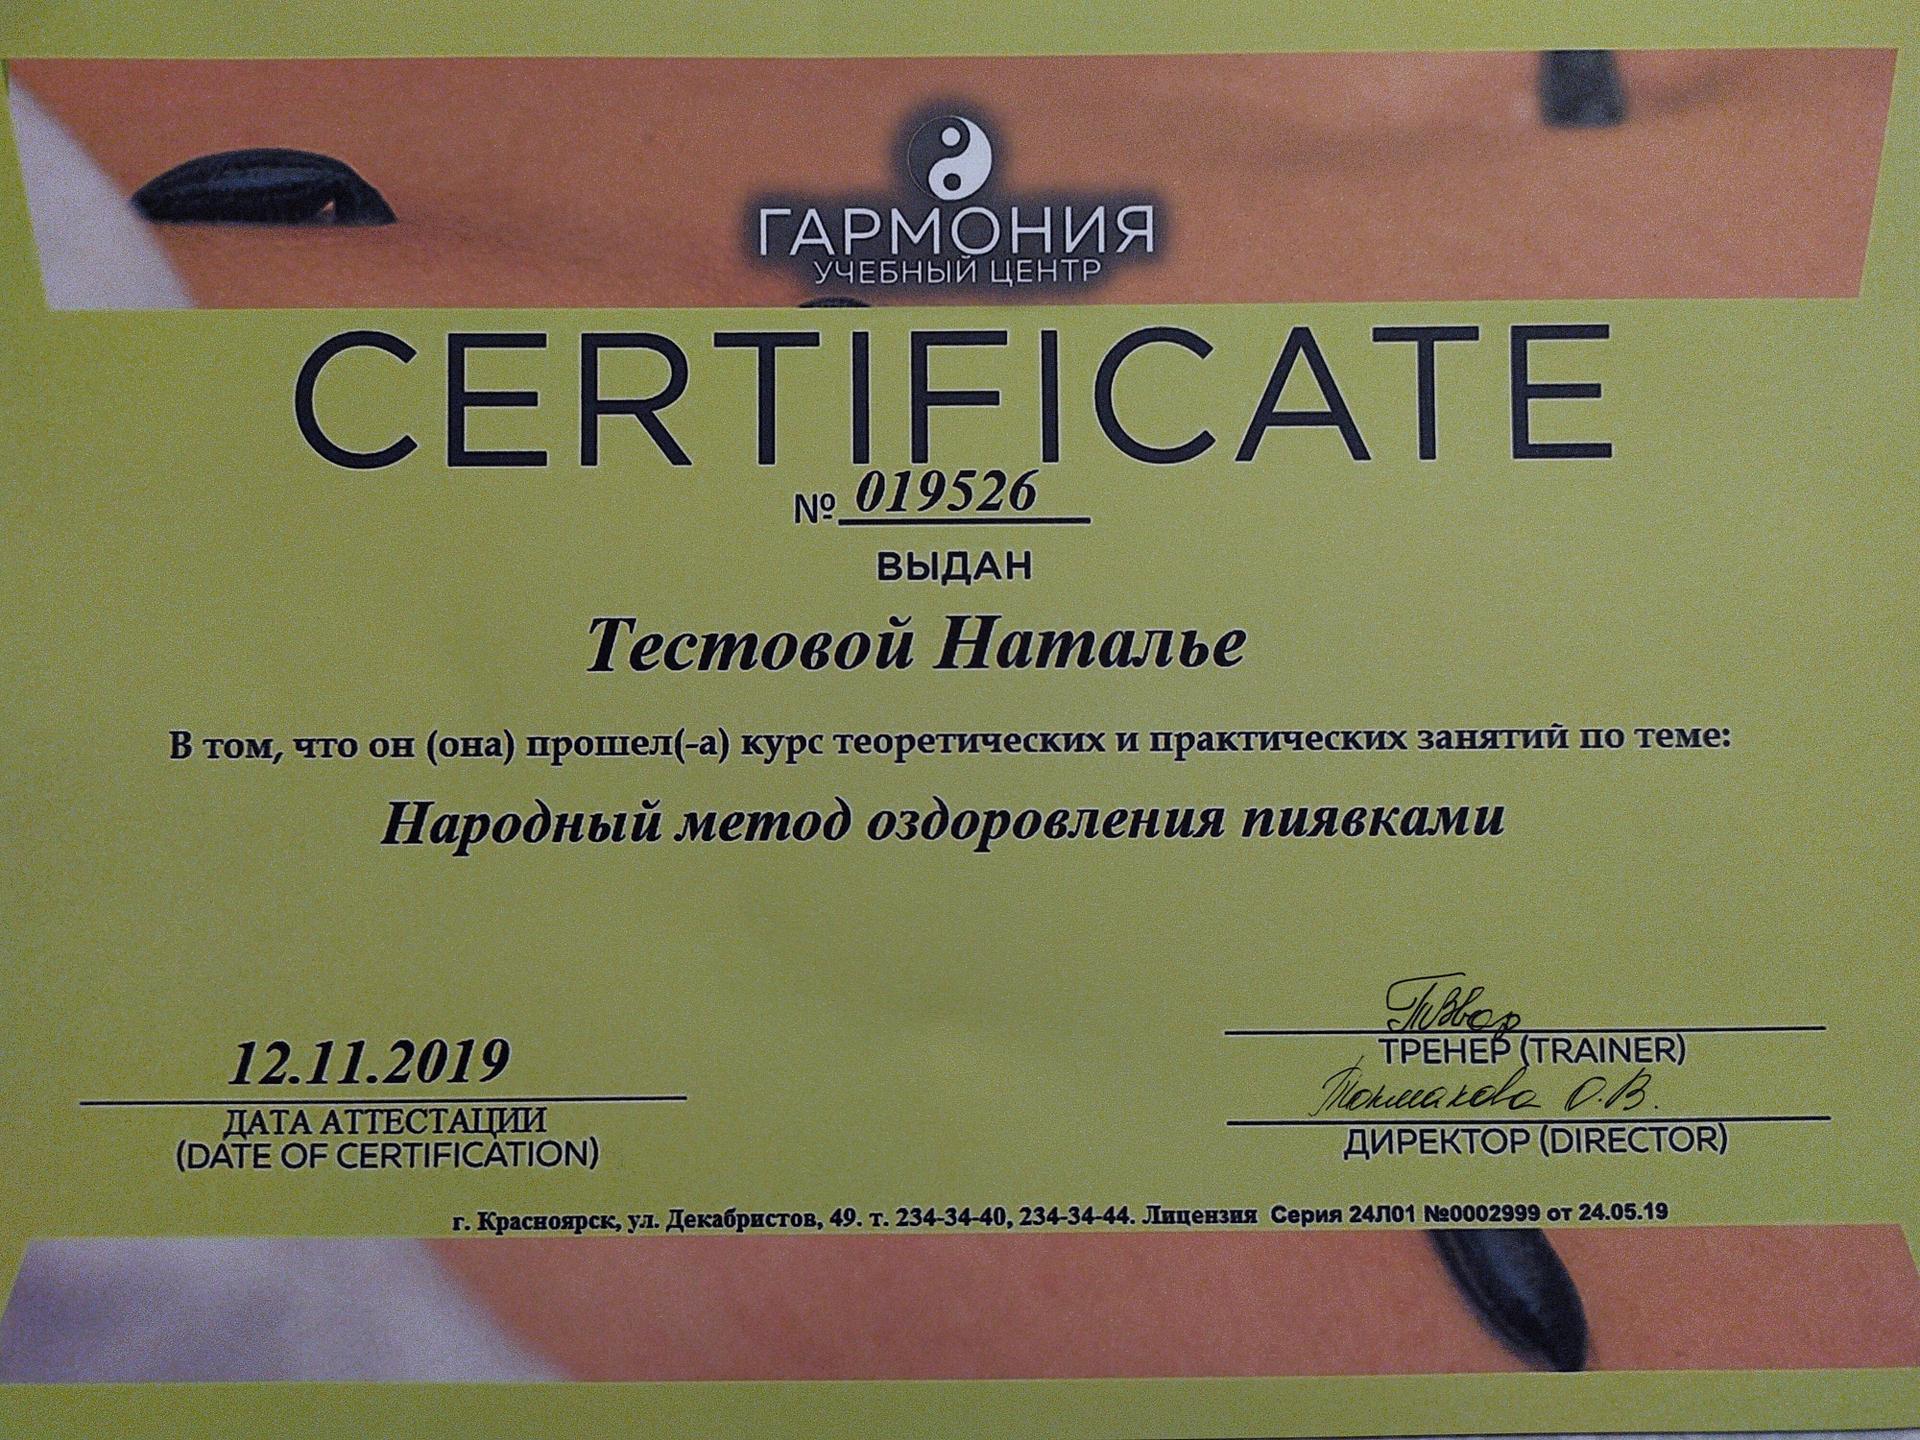 ГАРМОНИЯ
УЧЕБНЫЙ ЦЕНТР
CERTIFICATE
№ 019526
ВЫДАН
Тестовой Наталье
В том, что он (она) прошел(-а) курс теоретических и практических занятий по теме:
Народный метод оздоровления пиявками
12.11.2019
ДАТА АТТЕСТАЦИИ
(DATE OF CERTIFICATION)
ТРЕНЕР (TRAINER)
Токмакова О.В.
ДИРЕКТОР (DIRECTOR)
г. Красноярск, ул. Декабристов, 49. т. 234-34-40, 234-34-44. Лицензия Серия 24Л01 №0002999 от 24.05.19